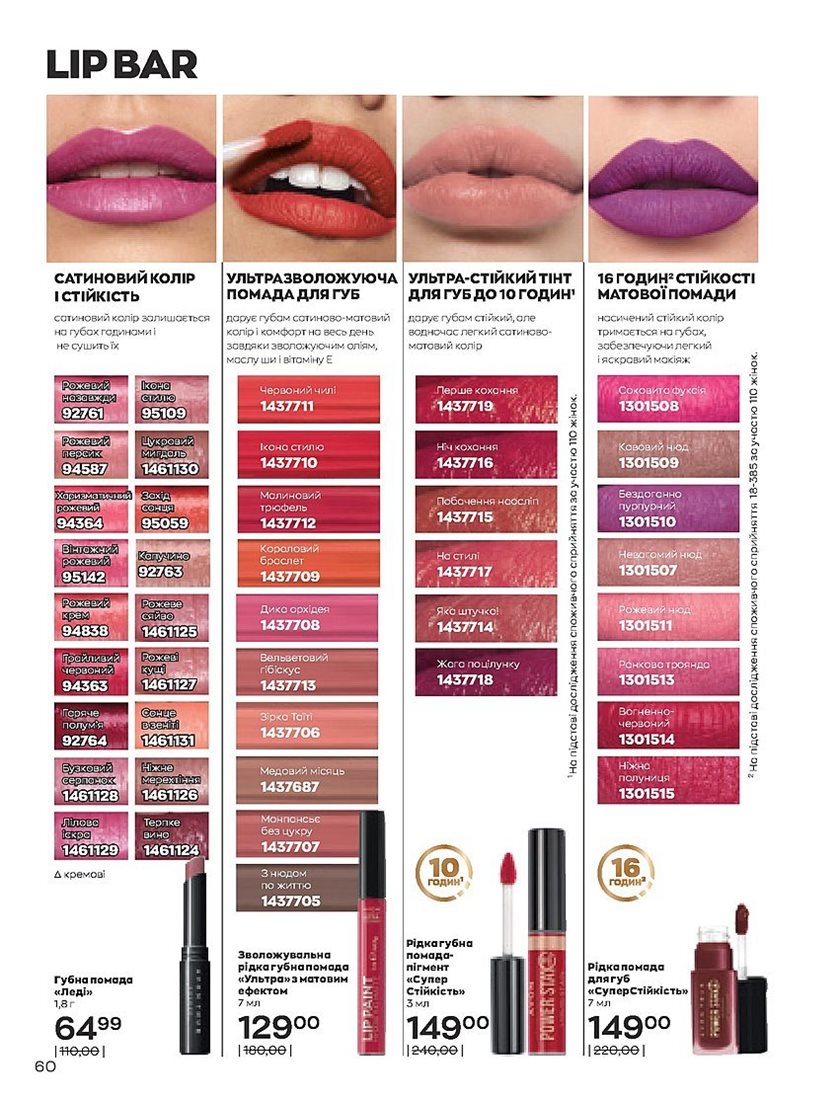 LIP BAR
САТИНОВИЙ КОЛІР
І СТІЙКІСТЬ
сатиновий колір залишається
на губах годинами і
не сушить їх
Рожевий
назавжди
92761
Ікона
стилю
95109
Рожевий
персик
94587
Цукровий
мигдаль
1461130
Харизматичний
рожевий
94364
Захід
сонця
95059
Вінтажний
рожевий
95142
Капучино
92763
Рожевий
крем
94838
Рожеве
сяйво
1461125
Грайливий
червоний
94363
Рожеві
кущі
1461127
Гаряче
полум'я
92764
Сонце
в зеніті
1461131
Бузковий
серпанок
1461128
Ніжне
мерехтіння
1461126
Лілова
іскра
1461129
Терпке
вино
1461124
Δ кремові
Губна помада
«Леді»
1,8 г
64 99
|110,00|
УЛЬТРАЗВОЛОЖУЮЧА
ПОМАДА ДЛЯ ГУБ
дарує губам сатиново-матовий
колір і комфорт на весь день
завдяки зволожуючим оліям,
маслу ши і вітаміну Е
Червоний чилі
1437711
Ікона стилю
1437710
Малиновий
трюфель
1437712
Кораловий
браслет
1437709
Дика орхідея
1437708
Вельветовий
гібіскус
1437713
Зірка Таїті
1437706
Медовий місяць
1437687
Монпансьє
без цукру
1437707
З нюдом
по життю
1437705
Зволожувальна
рідка губна помада
«Ультра» з матовим
ефектом
7 мл
129 00
|180,00|
LIP PAINT
УЛЬТРА-СТІЙКИЙ ТІНТ
ДЛЯ ГУБ ДО 10 ГОДИН¹
дарує губам стійкий, але
водночас легкий сатиново-
матовий колір
Перше кохання
1437719
Ніч кохання
1437716
Побачення наосліп
1437715
На стилі
1437717
Яка штучка!
1437714
Жага поцілунку
1437718
¹ На підставі дослідження споживчого сприйняття за участю 110 жінок.
10
ГОДИН¹
Рідка губна
помада-
пігмент
«Супер
Стійкість»
3 мл
149 00
|240,00|
AVON
POWER STAY
16 ГОДИН² СТІЙКОСТІ
МАТОВОЇ ПОМАДИ
насичений стійкий колір
тримається на губах,
забезпечуючи легкий
і яскравий макіяж
Соковита фуксія
1301508
Кавовий нюд
1301509
Бездоганно
пурпурний
1301510
Невагомий нюд
1301507
Рожевий нюд
1301511
Ранкова троянда
1301513
Вогненно-
червоний
1301514
Ніжна
полуниця
1301515
² На підставі дослідження споживчого сприйняття 18-385 за участю 110 жінок.
16
ГОДИН²
Рідка помада
для губ
«СуперСтійкість»
7 мл
149 00
|220,00|
POWER STAY
60